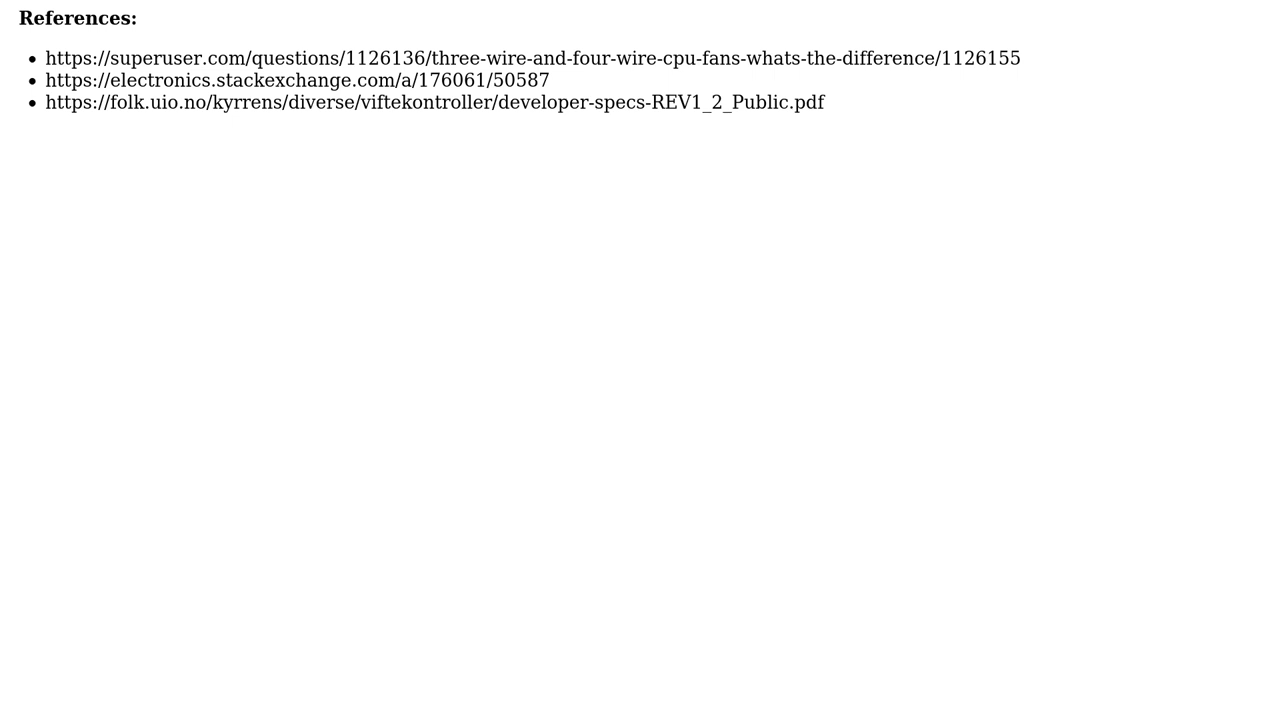 References:
https://superuser.com/questions/1126136/three-wire-and-four-wire-cpu-fans-whats-the-difference/1126155
https://electronics.stackexchange.com/a/176061/50587
https://folk.uio.no/kyrrens/diverse/viftekontroller/developer-specs-REV1_2_Public.pdf